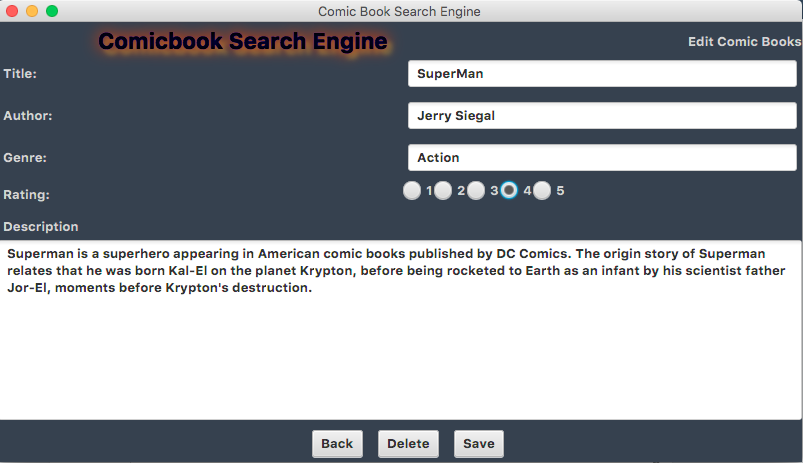 Comic Book Search Engine
Comicbook Search Engine
Edit Comic Books
Title:
SuperMan
Author:
Jerry Siegal
Genre:
Action
Rating:
1 2 3 4 5
Description
Superman is a superhero appearing in American comic books published by DC Comics. The origin story of Superman
relates that he was born Kal-El on the planet Krypton, before being rocketed to Earth as an infant by his scientist father
Jor-El, moments before Krypton's destruction.
Back Delete Save